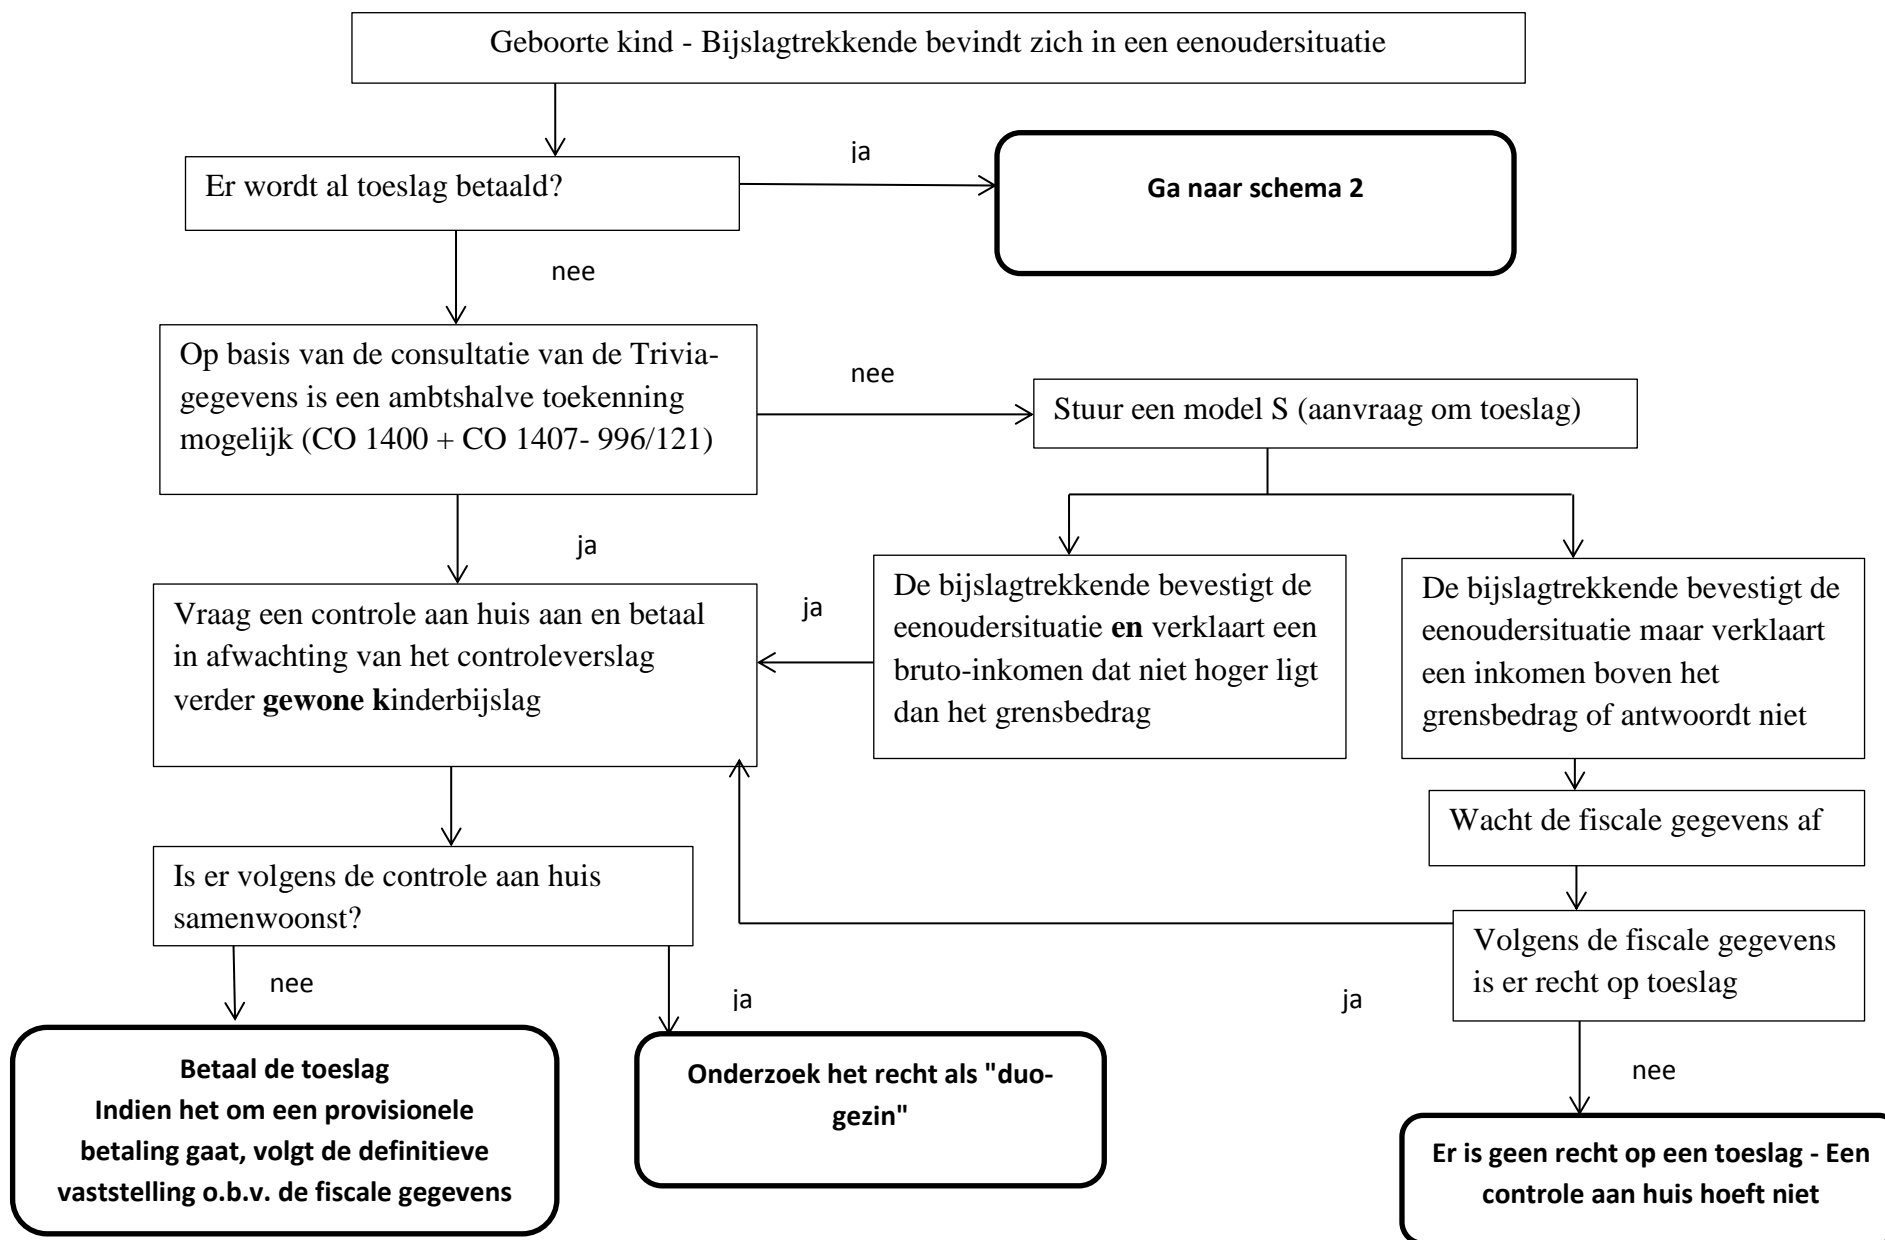 Geboorte kind - Bijslagtrekkende bevindt zich in een eenoudersituatie
ja
Er wordt al toeslag betaald?
Ga naar schema 2
nee
Op basis van de consultatie van de Trivia-
gegevens is een ambtshalve toekenning
mogelijk (CO 1400 + CO 1407- 996/121)
nee
Stuur een model S (aanvraag om toeslag)
ja
Vraag een controle aan huis aan en betaal
in afwachting van het controleverslag
verder gewone kinderbijslag
ja
De bijslagtrekkende bevestigt de
eenoudersituatie en verklaart een
bruto-inkomen dat niet hoger ligt
dan het grensbedrag
De bijslagtrekkende bevestigt de
eenoudersituatie maar verklaart
een inkomen boven het
grensbedrag of antwoordt niet
Wacht de fiscale gegevens af
Is er volgens de controle aan huis
samenwoonst?
Volgens de fiscale gegevens
is er recht op toeslag
nee
ja
ja
nee
Betaal de toeslag
Indien het om een provisionele
betaling gaat, volgt de definitieve
vaststelling o.b.v. de fiscale gegevens
Onderzoek het recht als "duo-
gezin"
Er is geen recht op een toeslag - Een
controle aan huis hoeft niet